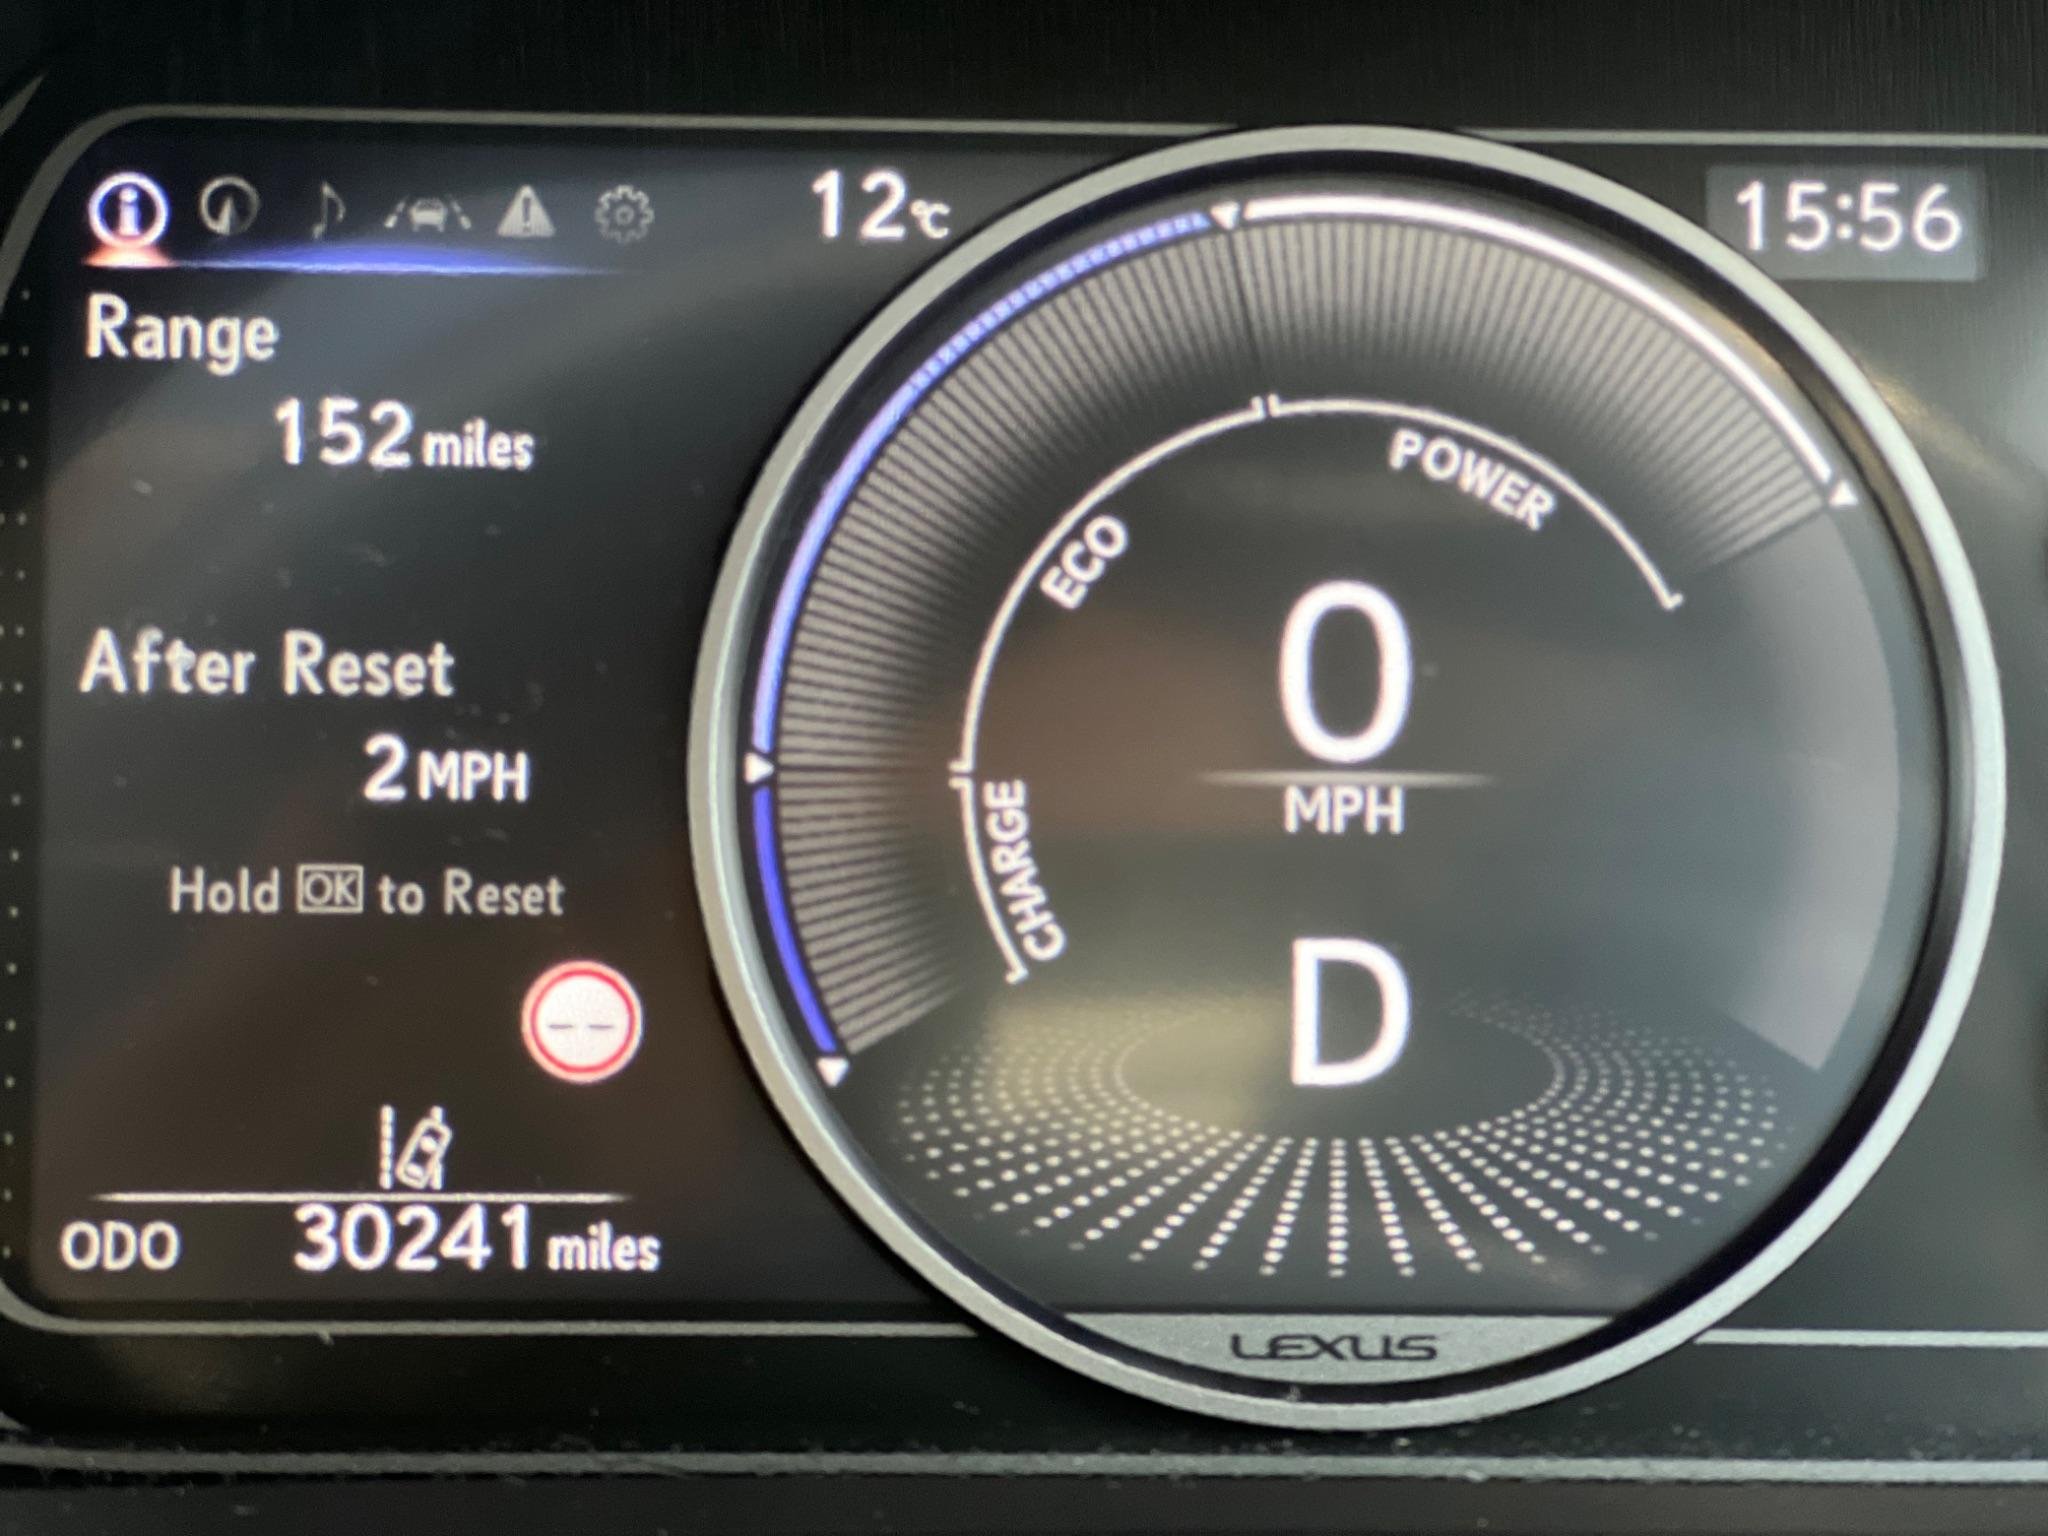 12°C
15:56
Range
152 miles
After Reset
2 MPH
Hold OK to Reset
--
ODO 30241 miles
POWER
ECO
CHARGE
0
MPH
D
LEXUS